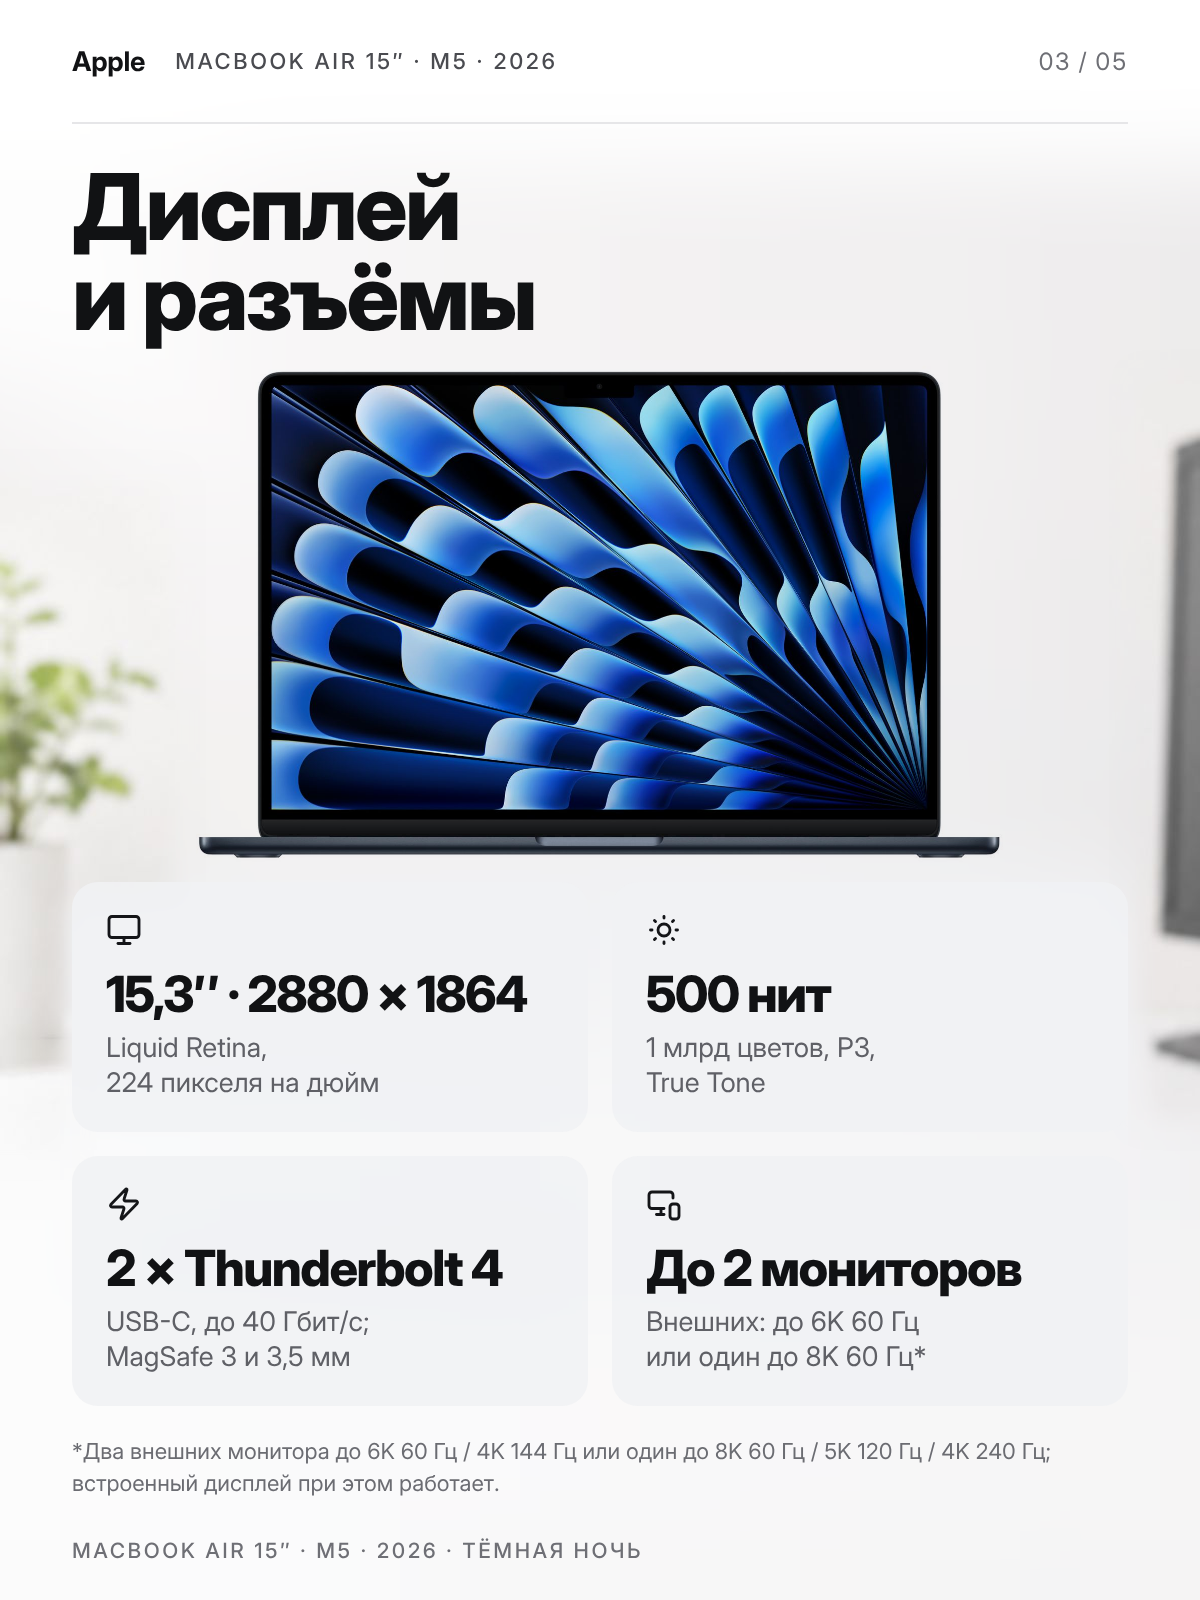 Apple MACBOOK AIR 15″ · M5 · 2026 03 / 05
Дисплей
и разъёмы
15,3″ · 2880 × 1864
Liquid Retina,
224 пикселя на дюйм
500 нит
1 млрд цветов, P3,
True Tone
2 × Thunderbolt 4
USB-C, до 40 Гбит/с;
MagSafe 3 и 3,5 мм
До 2 мониторов
Внешних: до 6K 60 Гц
или один до 8K 60 Гц*
*Два внешних монитора до 6K 60 Гц / 4K 144 Гц или один до 8K 60 Гц / 5K 120 Гц / 4K 240 Гц;
встроенный дисплей при этом работает.
MACBOOK AIR 15″ · M5 · 2026 · ТЁМНАЯ НОЧЬ